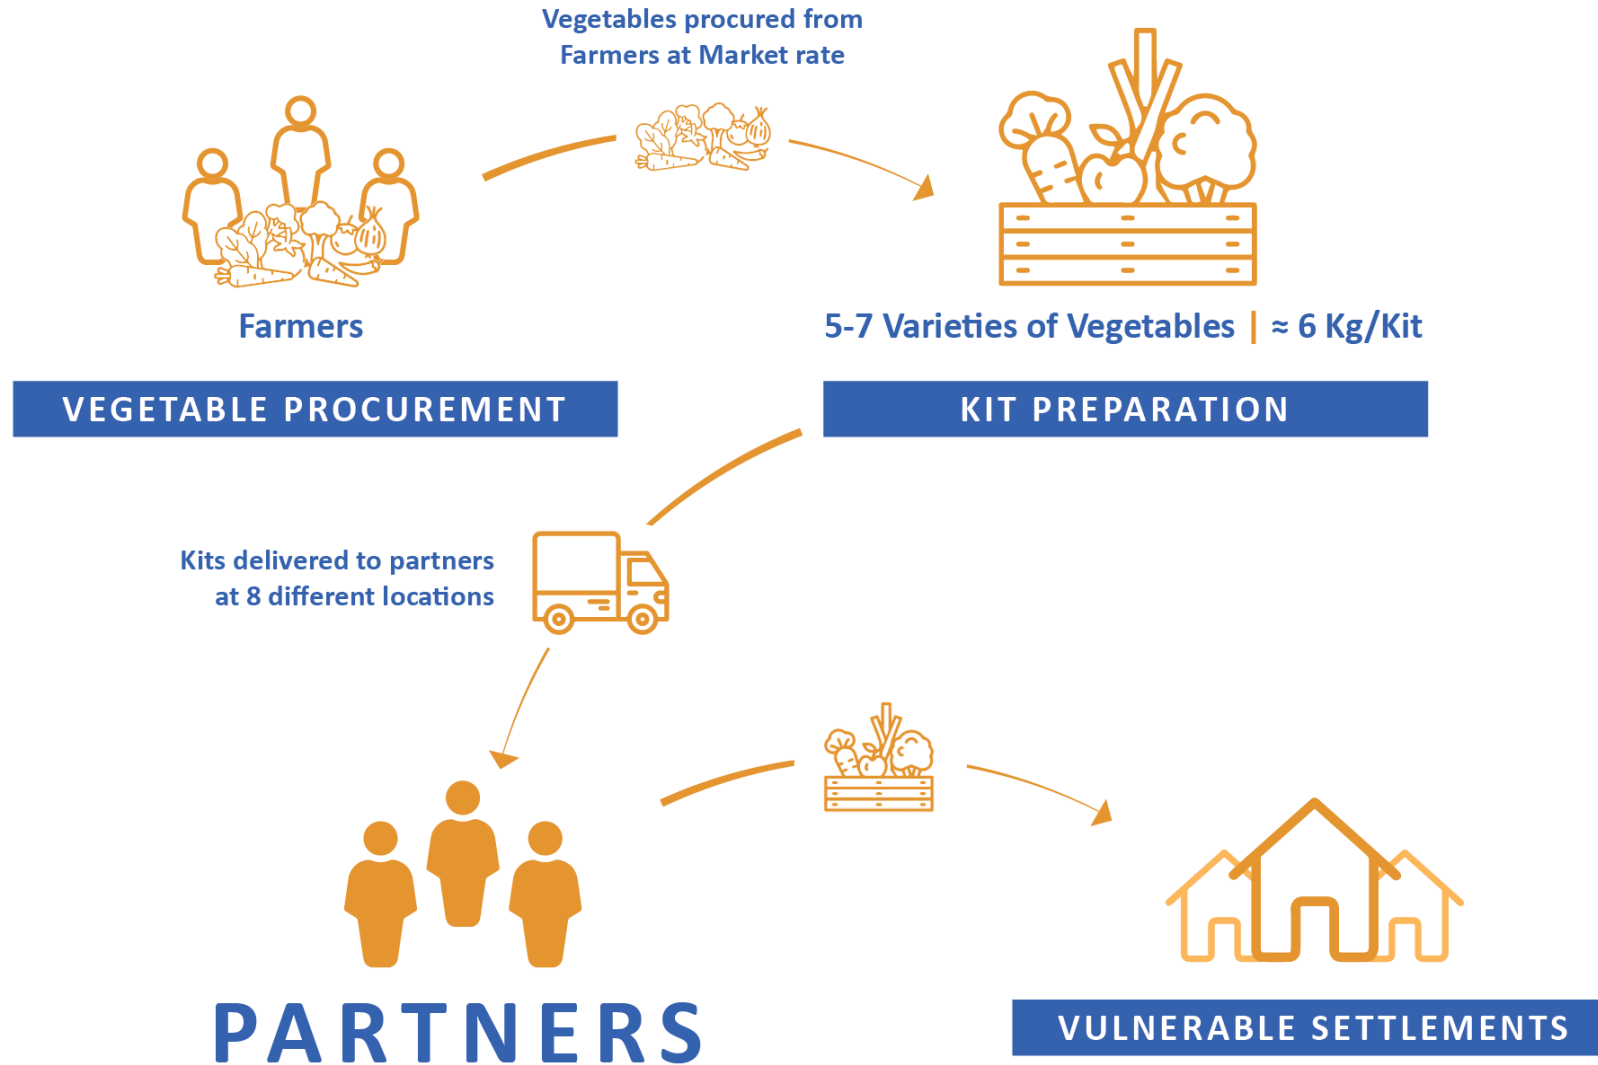 Vegetables procured from
Farmers at Market rate
Farmers
5-7 Varieties of Vegetables | ≈ 6 Kg/Kit
VEGETABLE PROCUREMENT
KIT PREPARATION
Kits delivered to partners
at 8 different locations
PARTNERS
VULNERABLE SETTLEMENTS